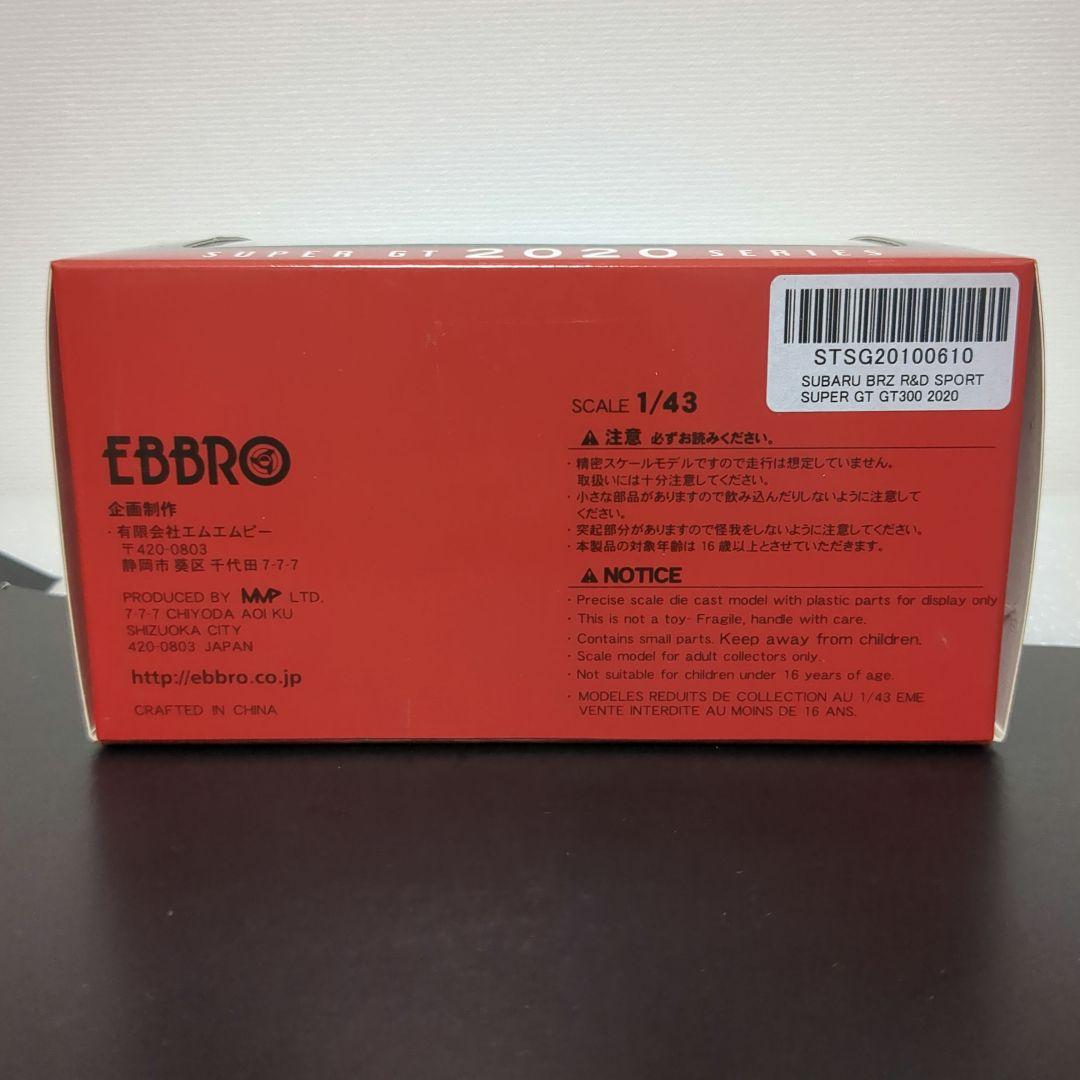 SUPER GT 2020 SERIES
STSG20100610
SUBARU BRZ R&D SPORT
SUPER GT GT300 2020
EBBRO
企画制作
・有限会社エムエムピー
〒420-0803
静岡市 葵区 千代田 7-7-7
PRODUCED BY MMP LTD.
7-7-7 CHIYODA AOI KU
SHIZUOKA CITY
420-0803 JAPAN
http://ebbro.co.jp
CRAFTED IN CHINA
SCALE 1/43
⚠ 注意 必ずお読みください。
・精密スケールモデルですので走行は想定していません。
取扱いには十分注意してください。
・小さな部品がありますので飲み込んだりしないように注意して
ください。
・突起部分がありますので怪我をしないように注意してください。
・本製品の対象年齢は 16 歳以上とさせていただきます。
⚠ NOTICE
・Precise scale die cast model with plastic parts for display only
・This is not a toy- Fragile, handle with care.
・Contains small parts. Keep away from children.
・Scale model for adult collectors only.
・Not suitable for children under 16 years of age.
・MODELES REDUITS DE COLLECTION AU 1/43 EME
VENTE INTERDITE AU MOINS DE 16 ANS.